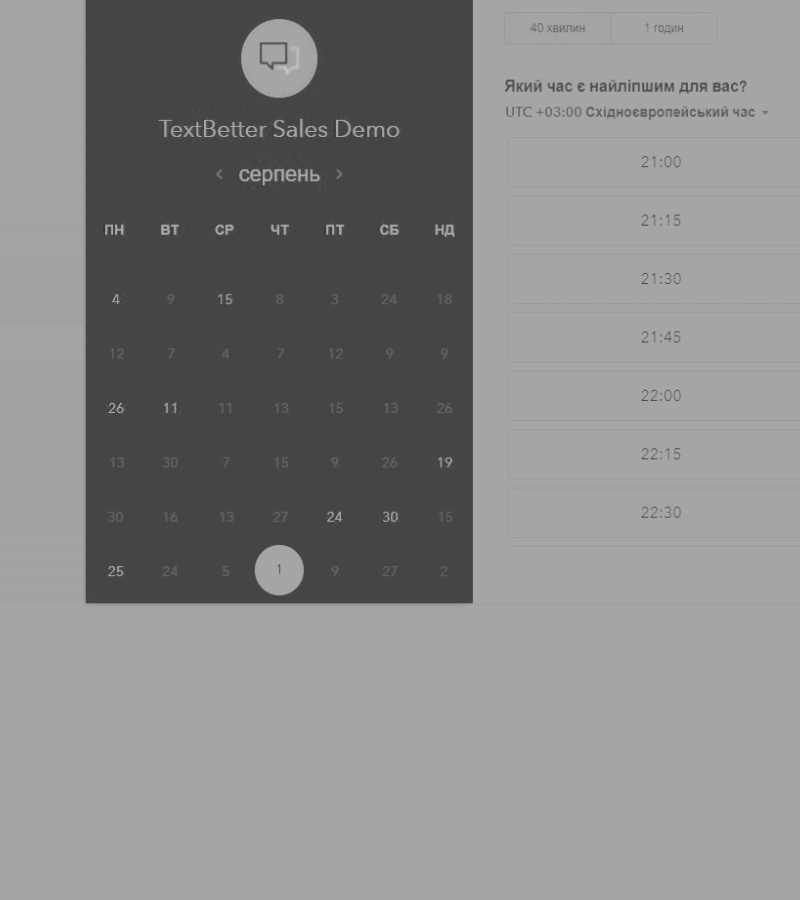 TextBetter Sales Demo
‹ серпень ›
ПН ВТ СР ЧТ ПТ СБ НД
4 9 15 8 3 24 18
12 7 4 7 12 9 9
26 11 11 13 15 13 26
13 30 7 15 9 26 19
30 16 13 27 24 30 15
25 24 5 1 9 27 2
40 хвилин 1 годин
Який час є найліпшим для вас?
UTC +03:00 Східноєвропейський час
21:00
21:15
21:30
21:45
22:00
22:15
22:30